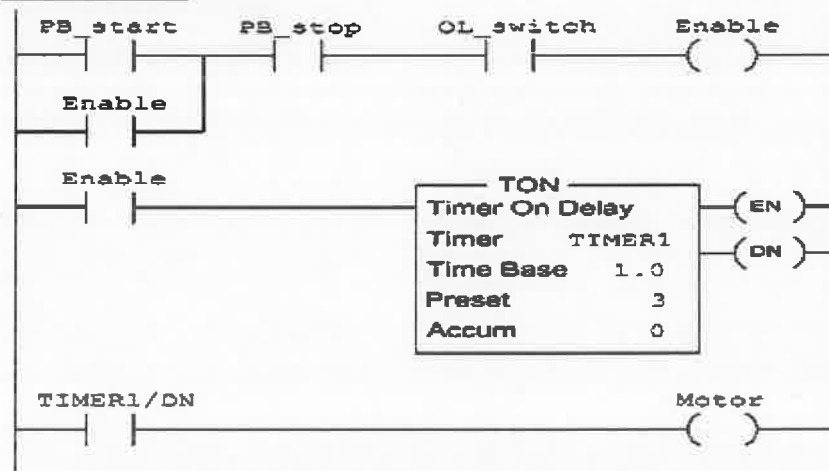 PB_start PB_stop OL_switch Enable
Enable
Enable
TON
Timer On Delay
EN
Timer TIMER1
DN
Time Base 1.0
Preset 3
Accum 0
TIMER1/DN Motor